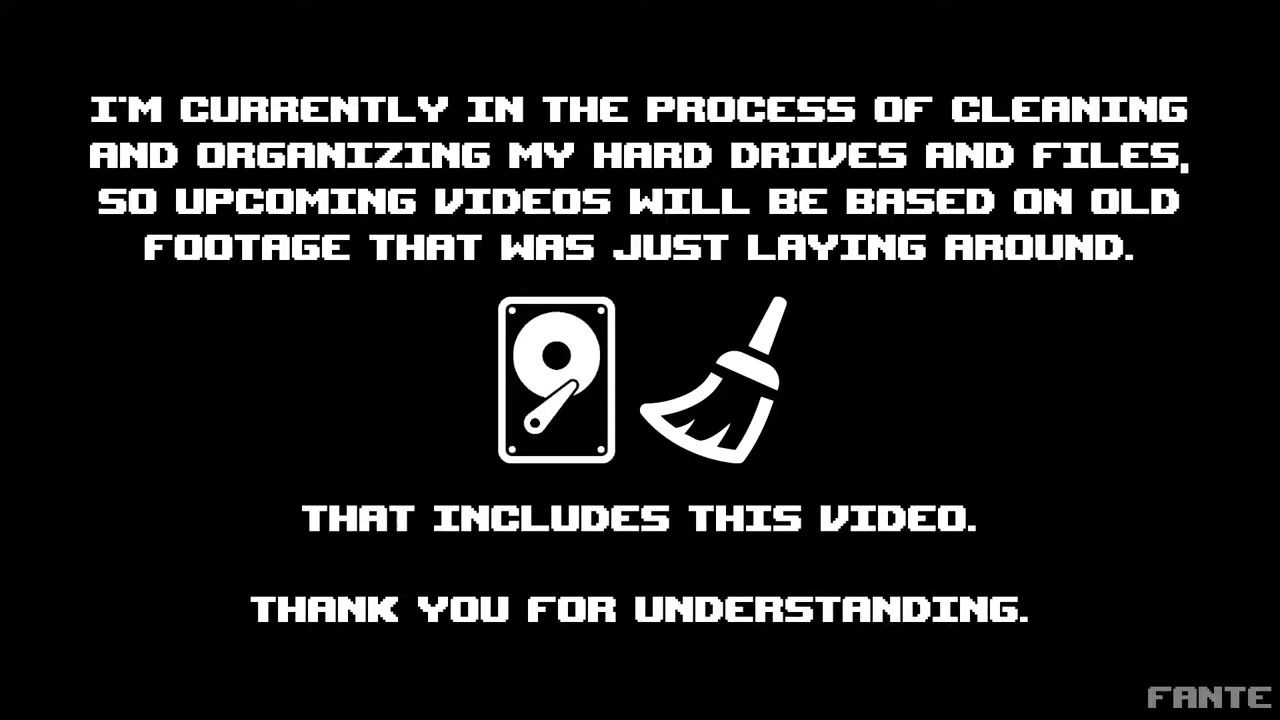 I'M CURRENTLY IN THE PROCESS OF CLEANING
AND ORGANIZING MY HARD DRIVES AND FILES,
SO UPCOMING VIDEOS WILL BE BASED ON OLD
FOOTAGE THAT WAS JUST LAYING AROUND.
THAT INCLUDES THIS VIDEO.
THANK YOU FOR UNDERSTANDING.
FANTE